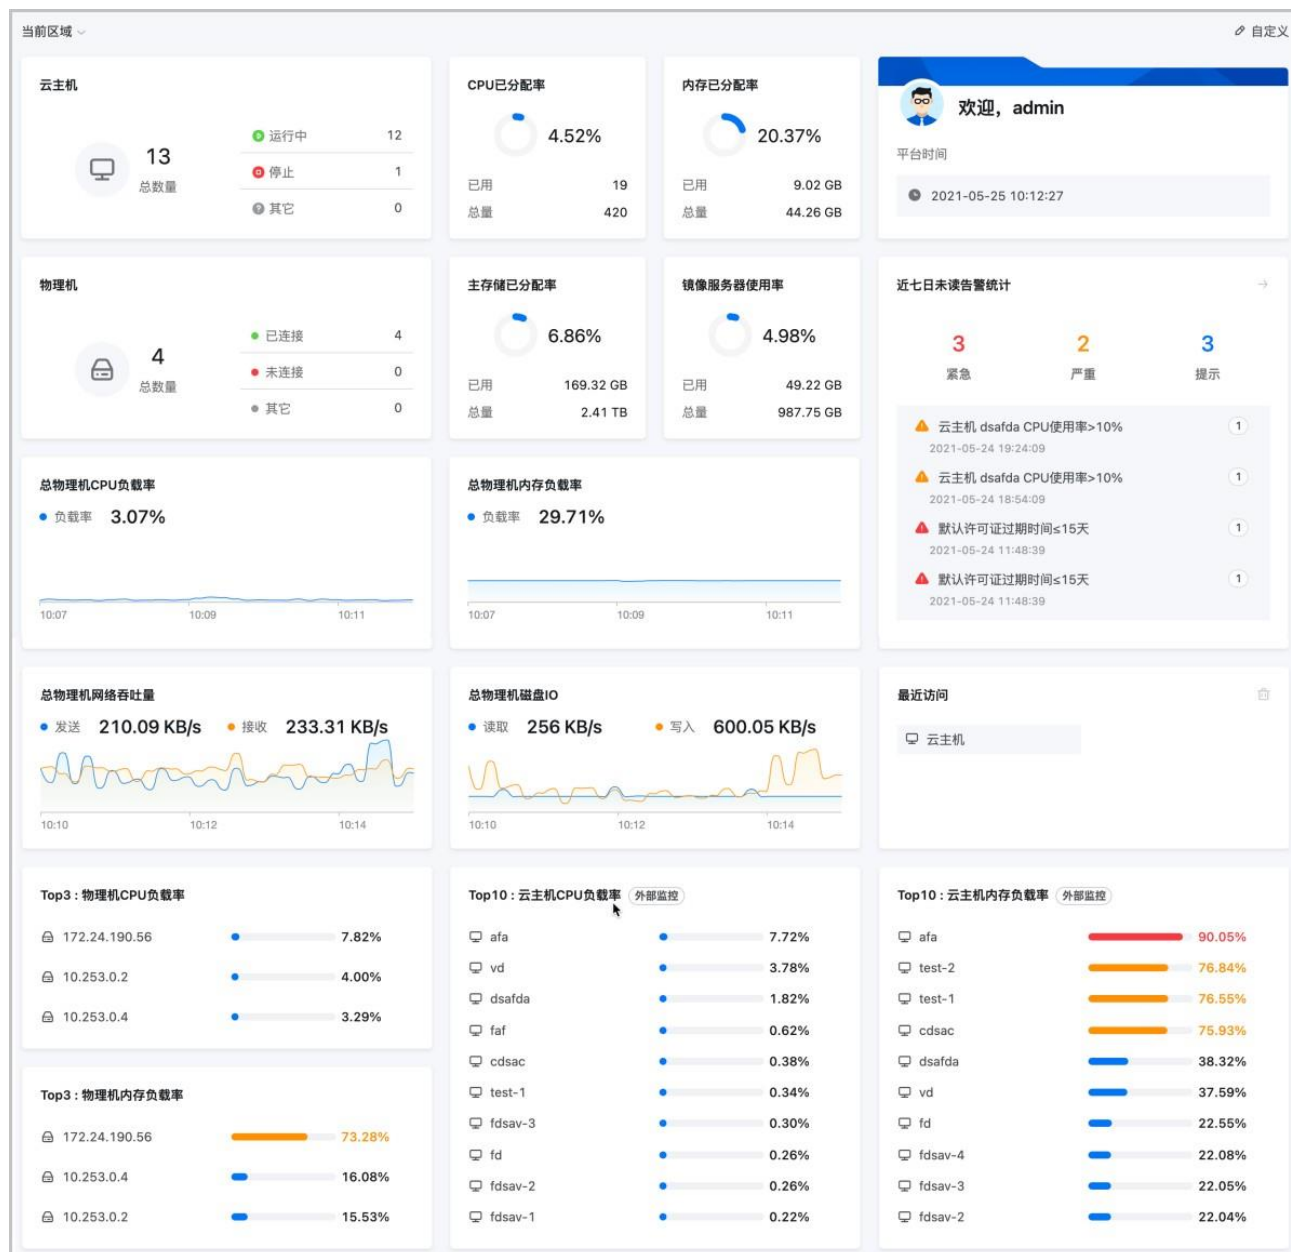 当前区域
自定义
云主机
13
总数量
运行中 12
停止 1
其它 0
CPU已分配率
4.52%
已用 19
总量 420
内存已分配率
20.37%
已用 9.02 GB
总量 44.26 GB
欢迎，admin
平台时间
2021-05-25 10:12:27
物理机
4
总数量
已连接 4
未连接 0
其它 0
主存储已分配率
6.86%
已用 169.32 GB
总量 2.41 TB
镜像服务器使用率
4.98%
已用 49.22 GB
总量 987.75 GB
近七日未读告警统计
3 2 3
紧急 严重 提示
云主机 dsafda CPU使用率>10% 1
2021-05-24 19:24:09
云主机 dsafda CPU使用率>10% 1
2021-05-24 18:54:09
默认许可证过期时间≤15天 1
2021-05-24 11:48:39
默认许可证过期时间≤15天 1
2021-05-24 11:48:39
总物理机CPU负载率
负载率 3.07%
10:07 10:09 10:11
总物理机内存负载率
负载率 29.71%
10:07 10:09 10:11
总物理机网络吞吐量
发送 210.09 KB/s 接收 233.31 KB/s
10:10 10:12 10:14
总物理机磁盘IO
读取 256 KB/s 写入 600.05 KB/s
10:10 10:12 10:14
最近访问
云主机
Top3 : 物理机CPU负载率
172.24.190.56 7.82%
10.253.0.2 4.00%
10.253.0.4 3.29%
Top3 : 物理机内存负载率
172.24.190.56 73.28%
10.253.0.4 16.08%
10.253.0.2 15.53%
Top10 : 云主机CPU负载率 外部监控
afa 7.72%
vd 3.78%
dsafda 1.82%
faf 0.62%
cdsac 0.38%
test-1 0.34%
fdsav-3 0.30%
fd 0.26%
fdsav-2 0.26%
fdsav-1 0.22%
Top10 : 云主机内存负载率 外部监控
afa 90.05%
test-2 76.84%
test-1 76.55%
cdsac 75.93%
dsafda 38.32%
vd 37.59%
fd 22.55%
fdsav-4 22.08%
fdsav-3 22.05%
fdsav-2 22.04%